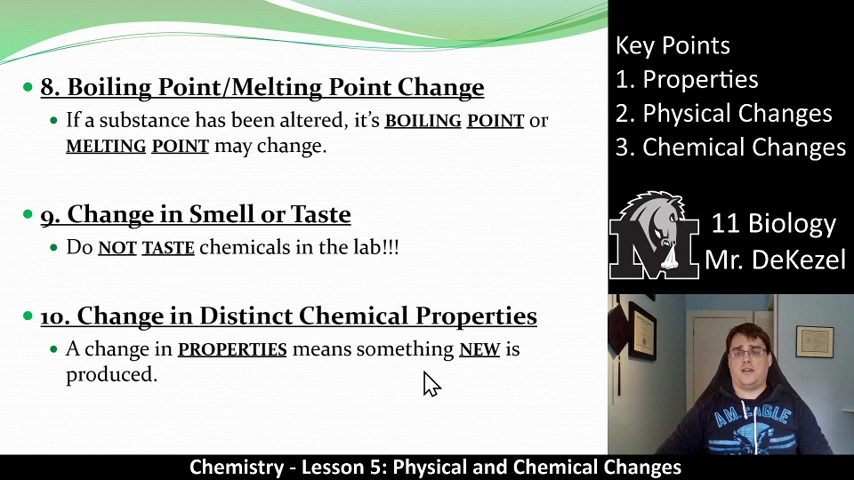 8. Boiling Point/Melting Point Change
If a substance has been altered, it's BOILING POINT or
MELTING POINT may change.
9. Change in Smell or Taste
Do NOT TASTE chemicals in the lab!!!
10. Change in Distinct Chemical Properties
A change in PROPERTIES means something NEW is
produced.
Key Points
1. Properties
2. Physical Changes
3. Chemical Changes
M
11 Biology
Mr. DeKezel
AM EAGLE
Chemistry - Lesson 5: Physical and Chemical Changes